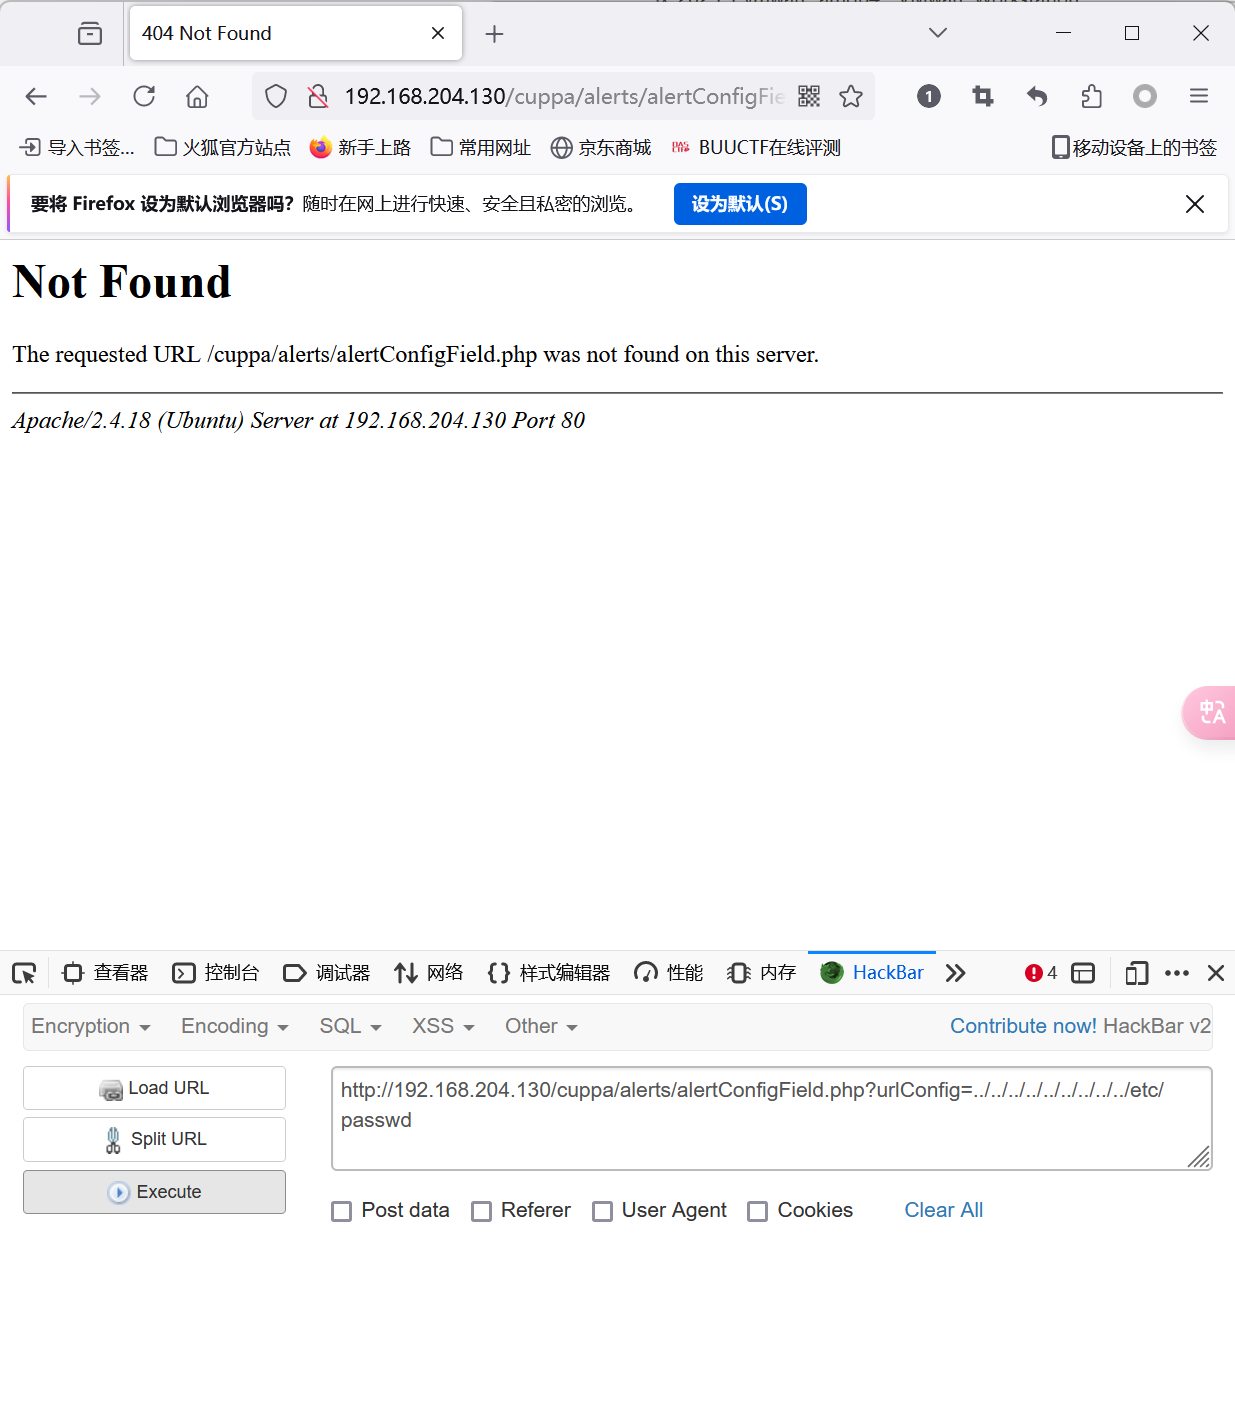 404 Not Found
192.168.204.130/cuppa/alerts/alertConfigFie
1
导入书签...
火狐官方站点
新手上路
常用网址
京东商城
BUUCTF在线评测
移动设备上的书签
要将 Firefox 设为默认浏览器吗？随时在网上进行快速、安全且私密的浏览。
设为默认(S)
Not Found
The requested URL /cuppa/alerts/alertConfigField.php was not found on this server.
Apache/2.4.18 (Ubuntu) Server at 192.168.204.130 Port 80
中A
查看器
控制台
调试器
网络
样式编辑器
性能
内存
HackBar
4
Encryption
Encoding
SQL
XSS
Other
Contribute now! HackBar v2
Load URL
Split URL
Execute
http://192.168.204.130/cuppa/alerts/alertConfigField.php?urlConfig=../../../../../../../../../etc/
passwd
Post data
Referer
User Agent
Cookies
Clear All